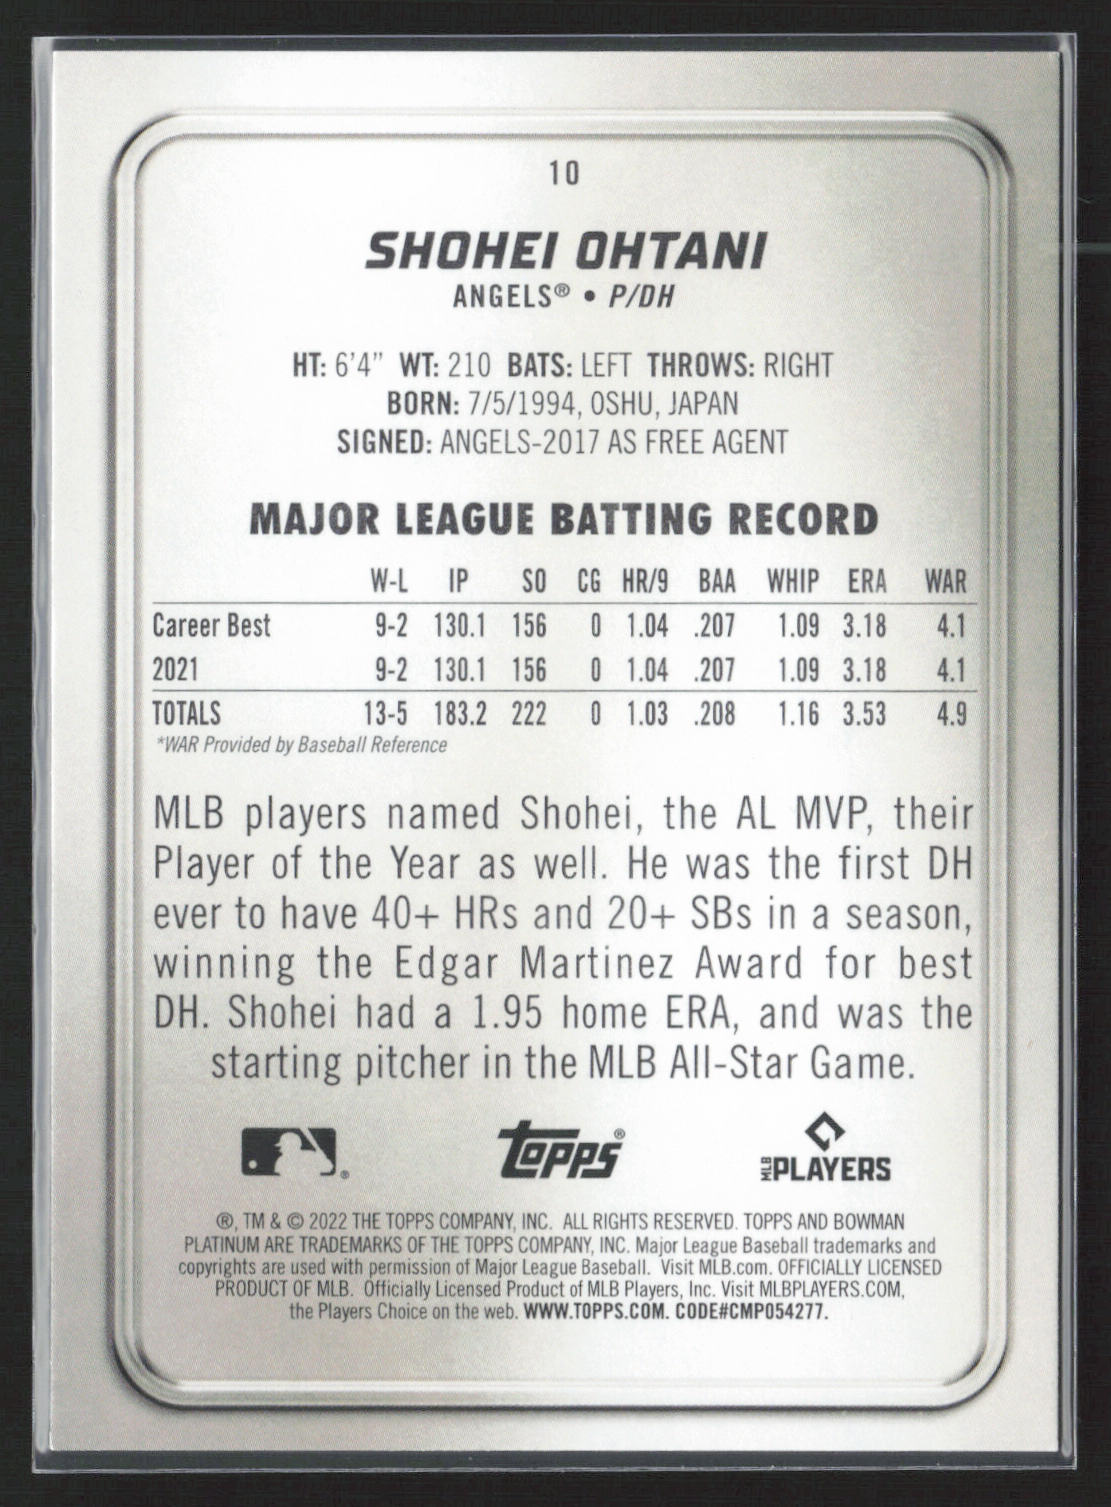 10
SHOHEI OHTANI
ANGELS® • P/DH
HT: 6'4" WT: 210 BATS: LEFT THROWS: RIGHT
BORN: 7/5/1994, OSHU, JAPAN
SIGNED: ANGELS-2017 AS FREE AGENT
MAJOR LEAGUE BATTING RECORD
W-L IP SO CG HR/9 BAA WHIP ERA WAR
Career Best 9-2 130.1 156 0 1.04 .207 1.09 3.18 4.1
2021 9-2 130.1 156 0 1.04 .207 1.09 3.18 4.1
TOTALS 13-5 183.2 222 0 1.03 .208 1.16 3.53 4.9
*WAR Provided by Baseball Reference
MLB players named Shohei, the AL MVP, their
Player of the Year as well. He was the first DH
ever to have 40+ HRs and 20+ SBs in a season,
winning the Edgar Martinez Award for best
DH. Shohei had a 1.95 home ERA, and was the
starting pitcher in the MLB All-Star Game.
®
TOPPS®
MLB PLAYERS
®, TM & © 2022 THE TOPPS COMPANY, INC. ALL RIGHTS RESERVED. TOPPS AND BOWMAN
PLATINUM ARE TRADEMARKS OF THE TOPPS COMPANY, INC. Major League Baseball trademarks and
copyrights are used with permission of Major League Baseball. Visit MLB.com. OFFICIALLY LICENSED
PRODUCT OF MLB. Officially Licensed Product of MLB Players, Inc. Visit MLBPLAYERS.COM,
the Players Choice on the web. WWW.TOPPS.COM. CODE#CMP054277.